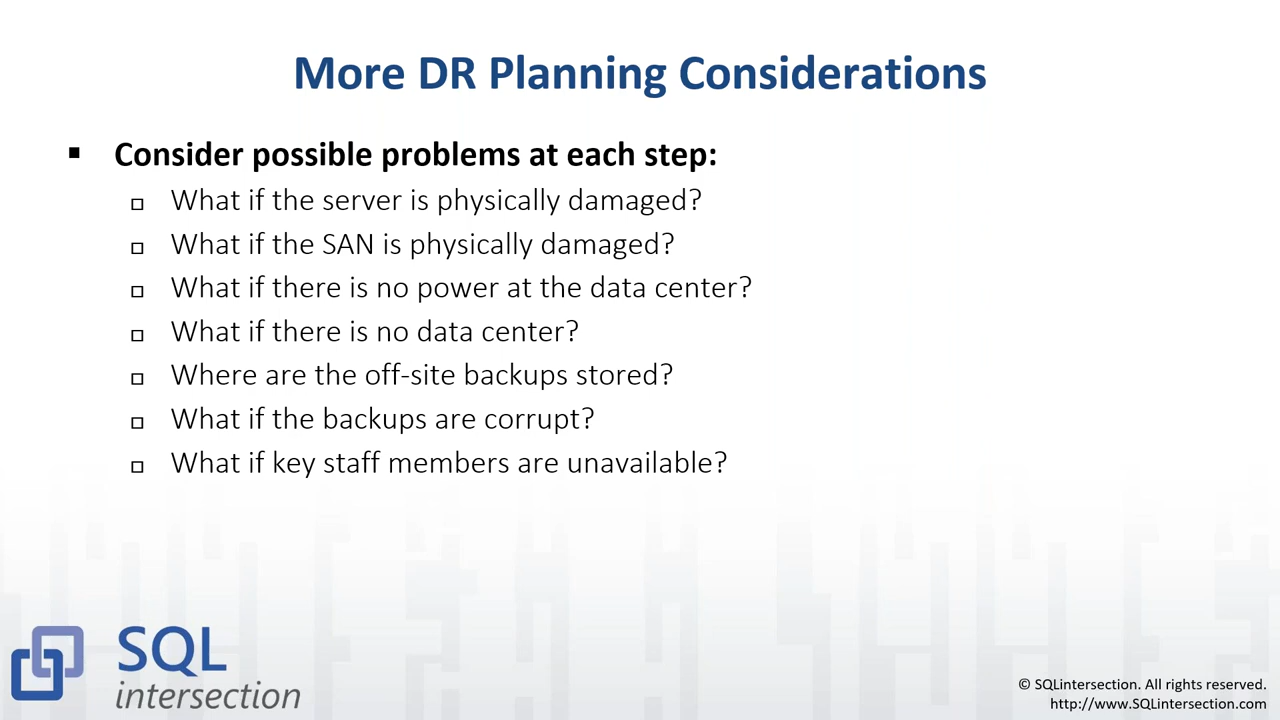 More DR Planning Considerations
Consider possible problems at each step:
What if the server is physically damaged?
What if the SAN is physically damaged?
What if there is no power at the data center?
What if there is no data center?
Where are the off-site backups stored?
What if the backups are corrupt?
What if key staff members are unavailable?
SQL
intersection
© SQLintersection. All rights reserved.
http://www.SQLintersection.com